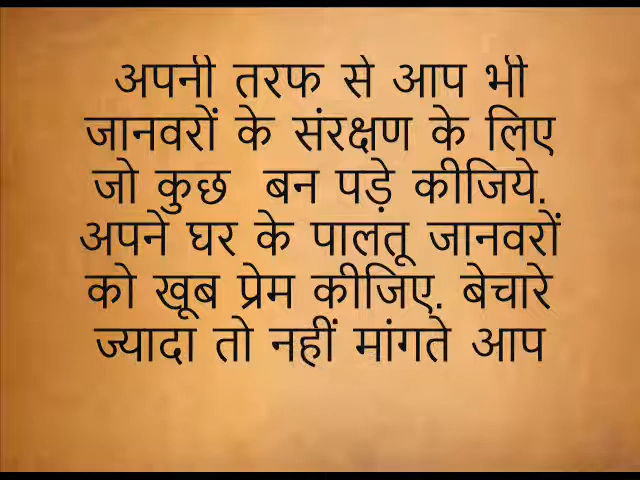 अपनी तरफ से आप भी
जानवरों के संरक्षण के लिए
जो कुछ  बन पड़े कीजिये.
अपने घर के पालतू जानवरों
को खूब प्रेम कीजिए. बेचारे
ज्यादा तो नहीं मांगते आप